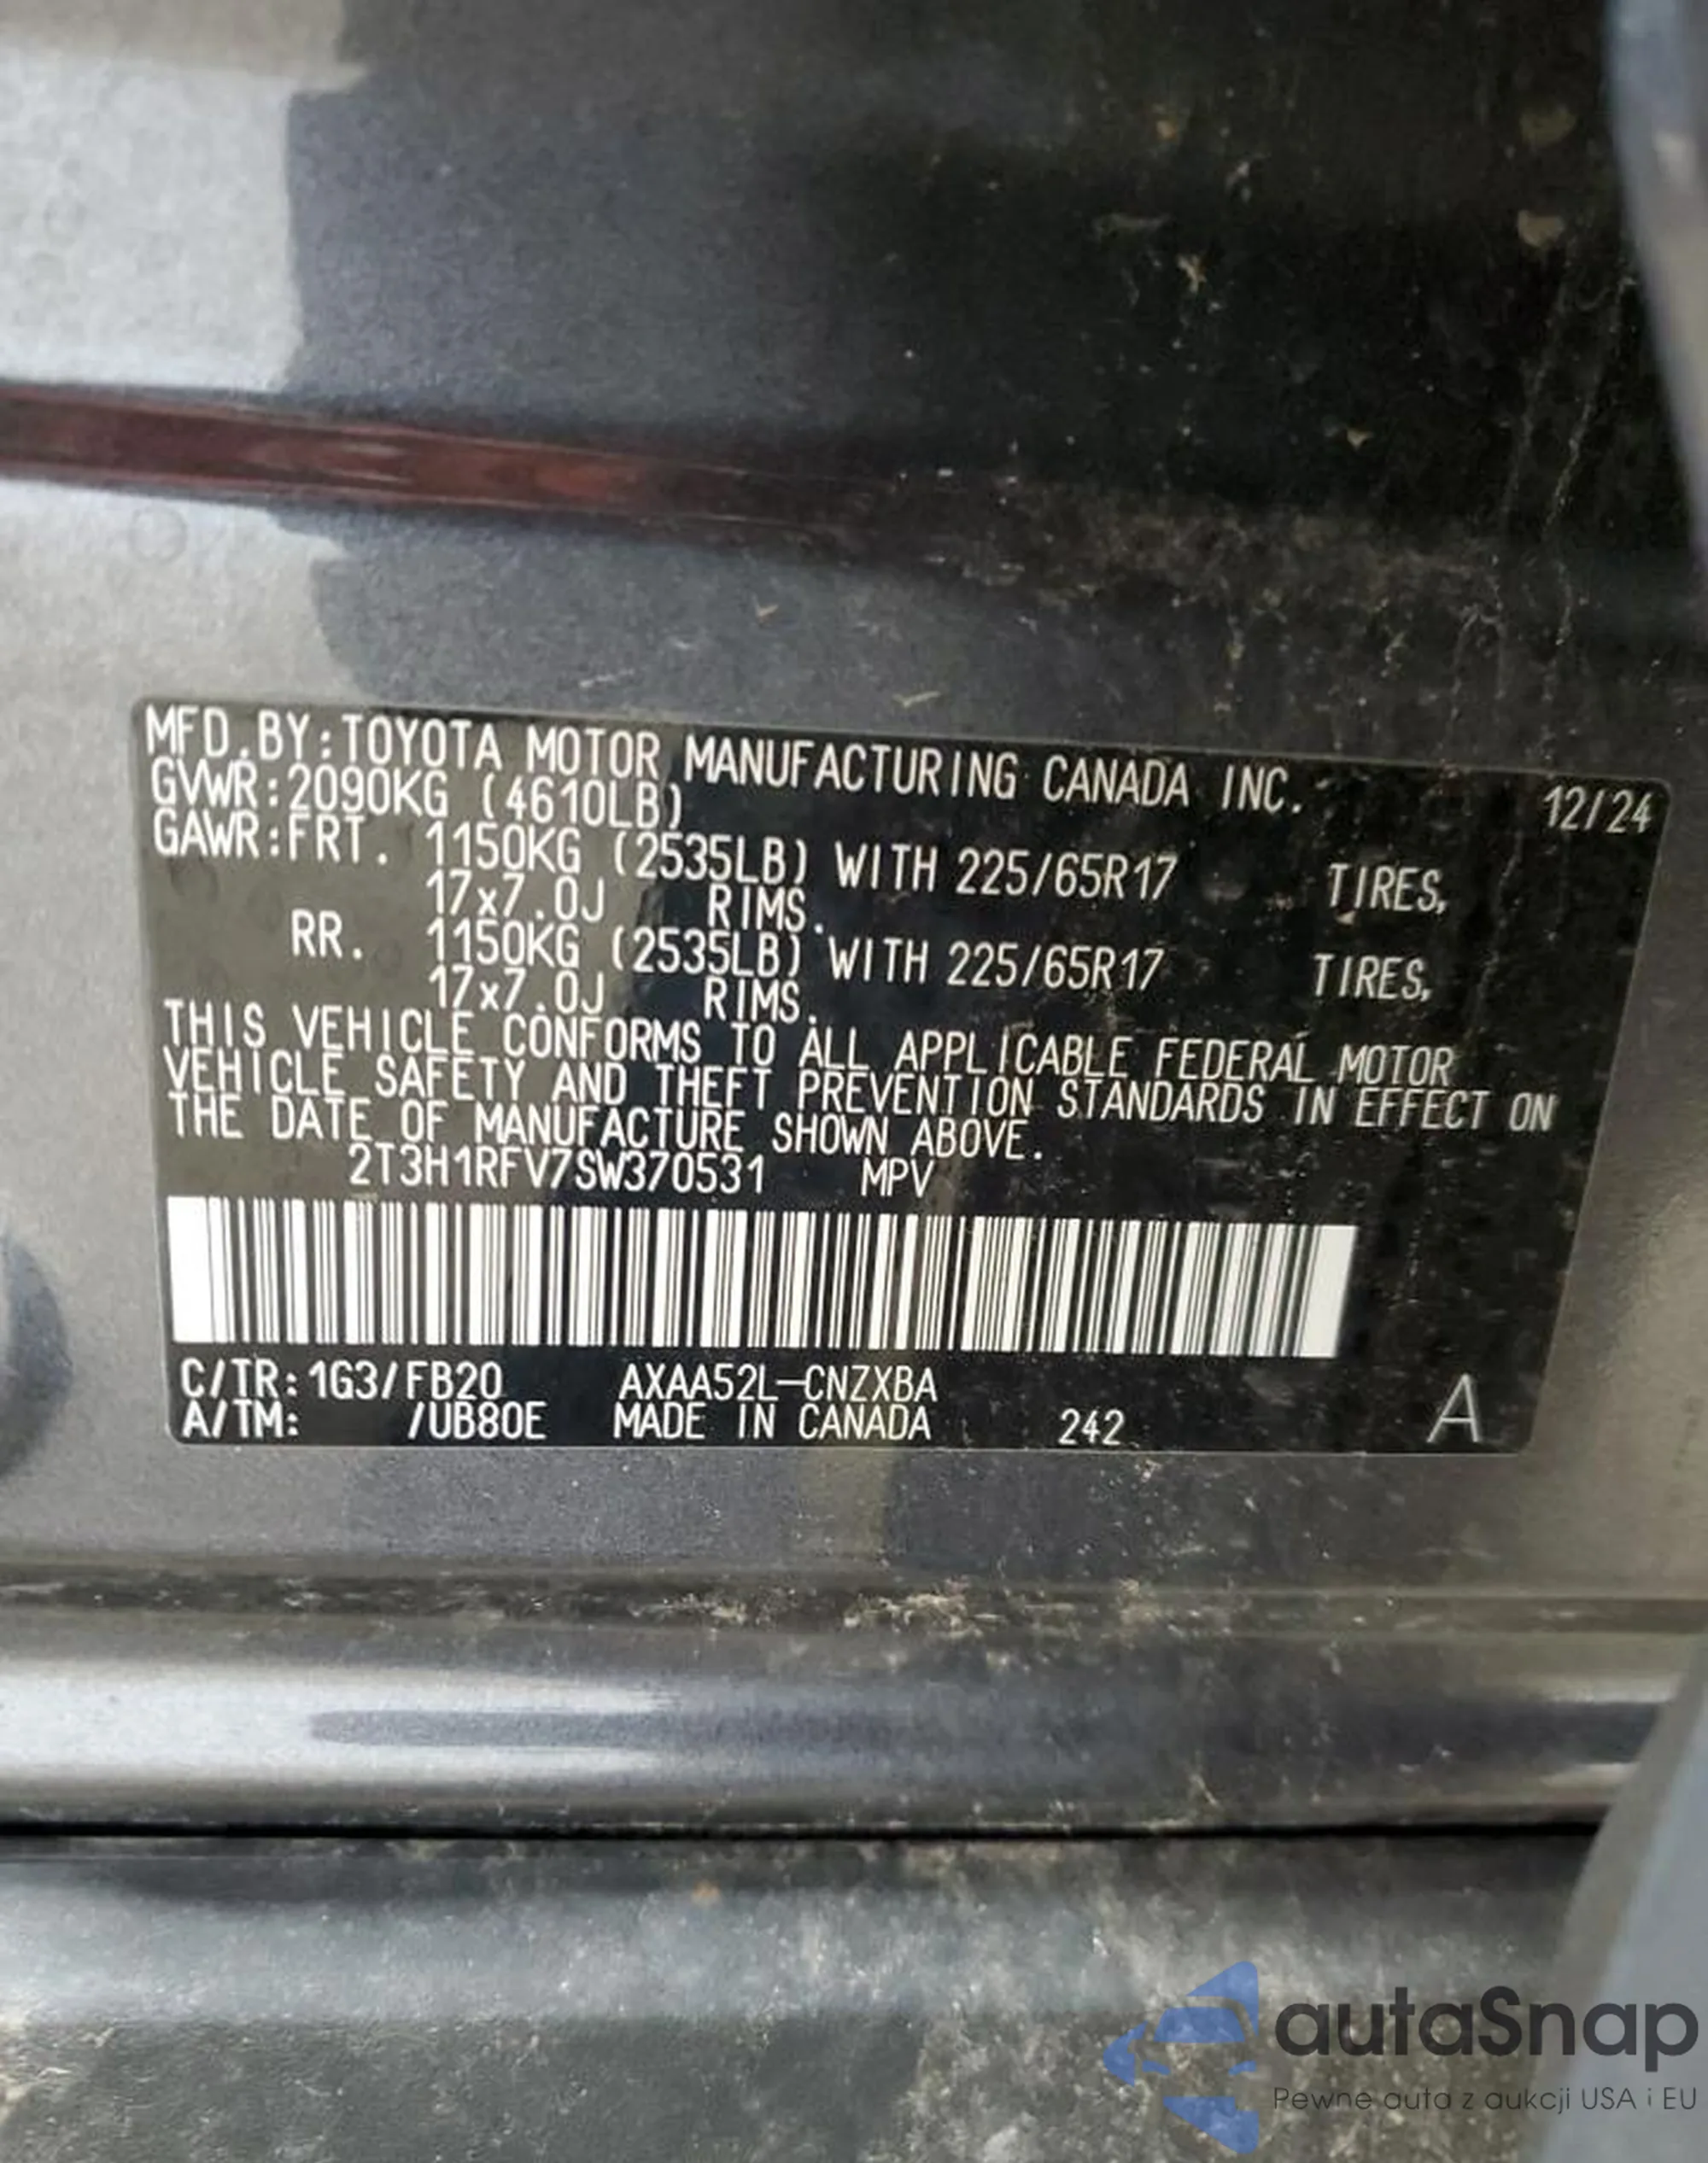 MFD.BY:TOYOTA MOTOR MANUFACTURING CANADA INC. 12/24
GVWR:2090KG (4610LB)
GAWR:FRT. 1150KG (2535LB) WITH 225/65R17 TIRES,
17x7.0J RIMS.
RR. 1150KG (2535LB) WITH 225/65R17 TIRES,
17x7.0J RIMS.
THIS VEHICLE CONFORMS TO ALL APPLICABLE FEDERAL MOTOR
VEHICLE SAFETY AND THEFT PREVENTION STANDARDS IN EFFECT ON
THE DATE OF MANUFACTURE SHOWN ABOVE.
2T3H1RFV7SW370531 MPV
C/TR:1G3/FB20 AXAA52L-CNZXBA
A/TM: /UB80E MADE IN CANADA 242 A
autaSnap
Pewne auta z aukcji USA i EU